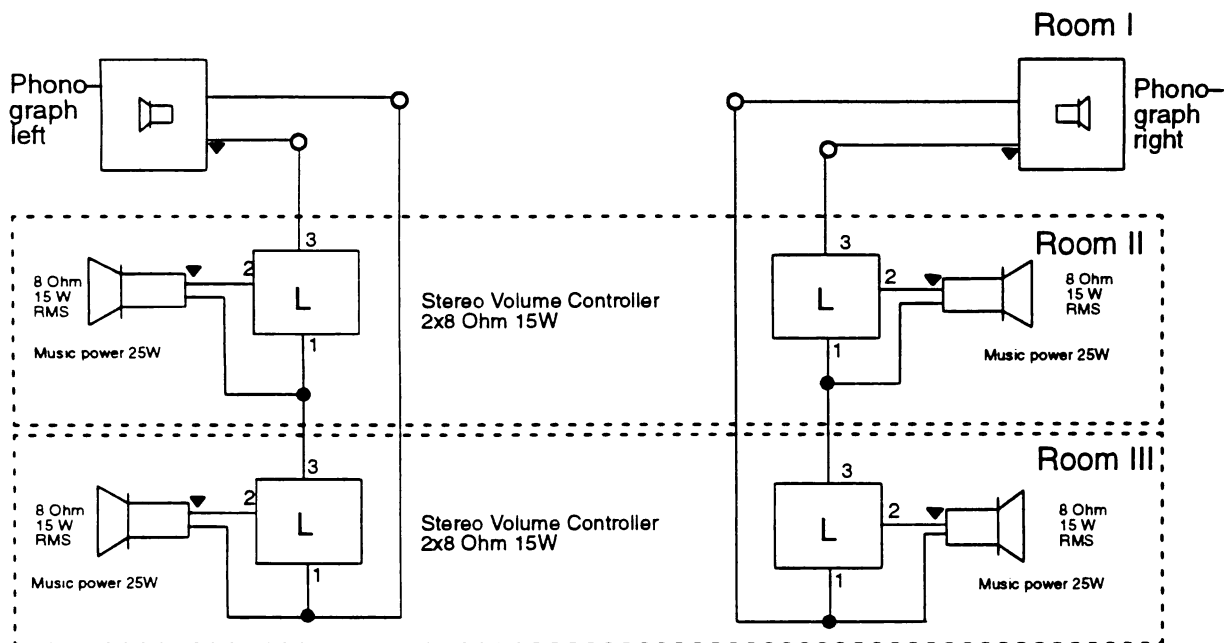 Room I
Phono-
graph
left
Phono-
graph
right
3
3
Room II
2
8 Ohm
15 W
RMS
L
Stereo Volume Controller
2x8 Ohm 15W
L
2
8 Ohm
15 W
RMS
Music power 25W
1
1
Music power 25W
3
3
Room III
2
8 Ohm
15 W
RMS
L
Stereo Volume Controller
2x8 Ohm 15W
L
2
8 Ohm
15 W
RMS
Music power 25W
1
1
Music power 25W